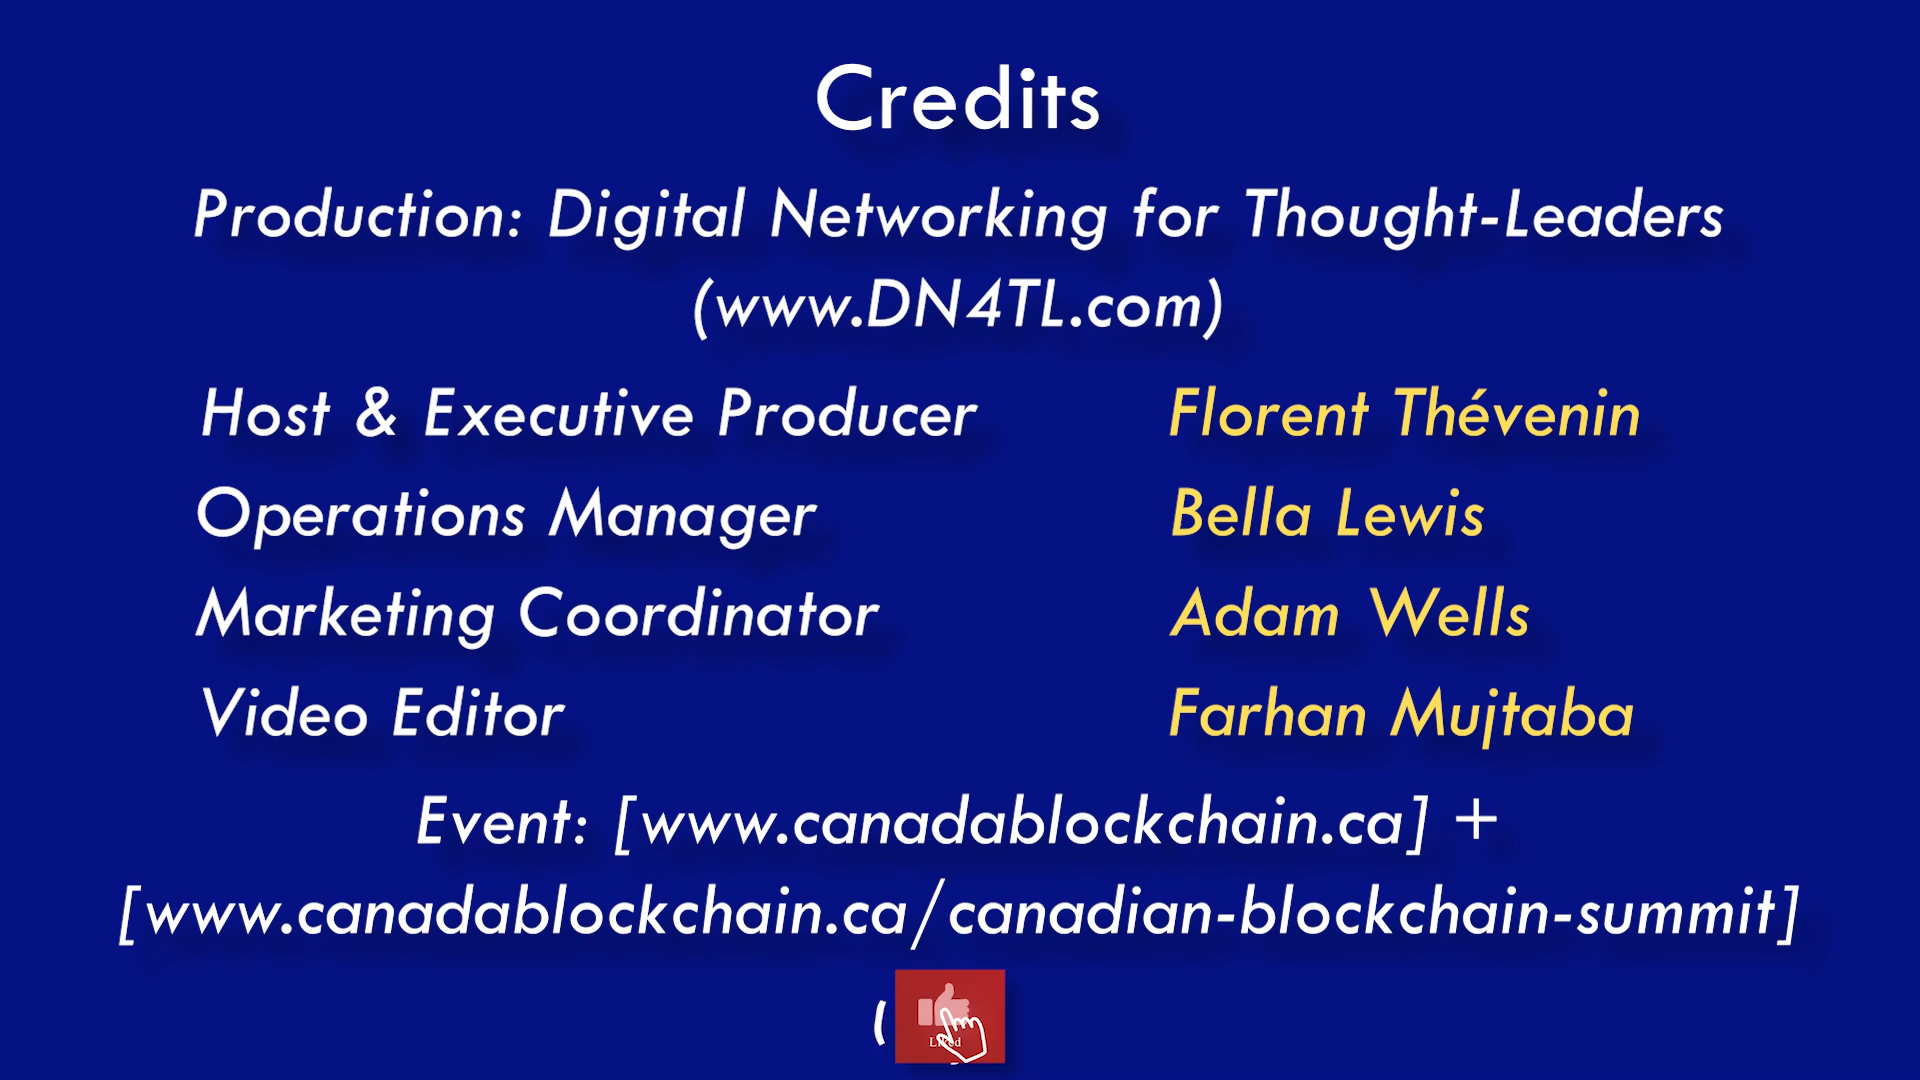 Credits
Production: Digital Networking for Thought-Leaders
(www.DN4TL.com)
Host & Executive Producer Florent Thévenin
Operations Manager Bella Lewis
Marketing Coordinator Adam Wells
Video Editor Farhan Mujtaba
Event: [www.canadablockchain.ca] +
[www.canadablockchain.ca/canadian-blockchain-summit]
(
Liked